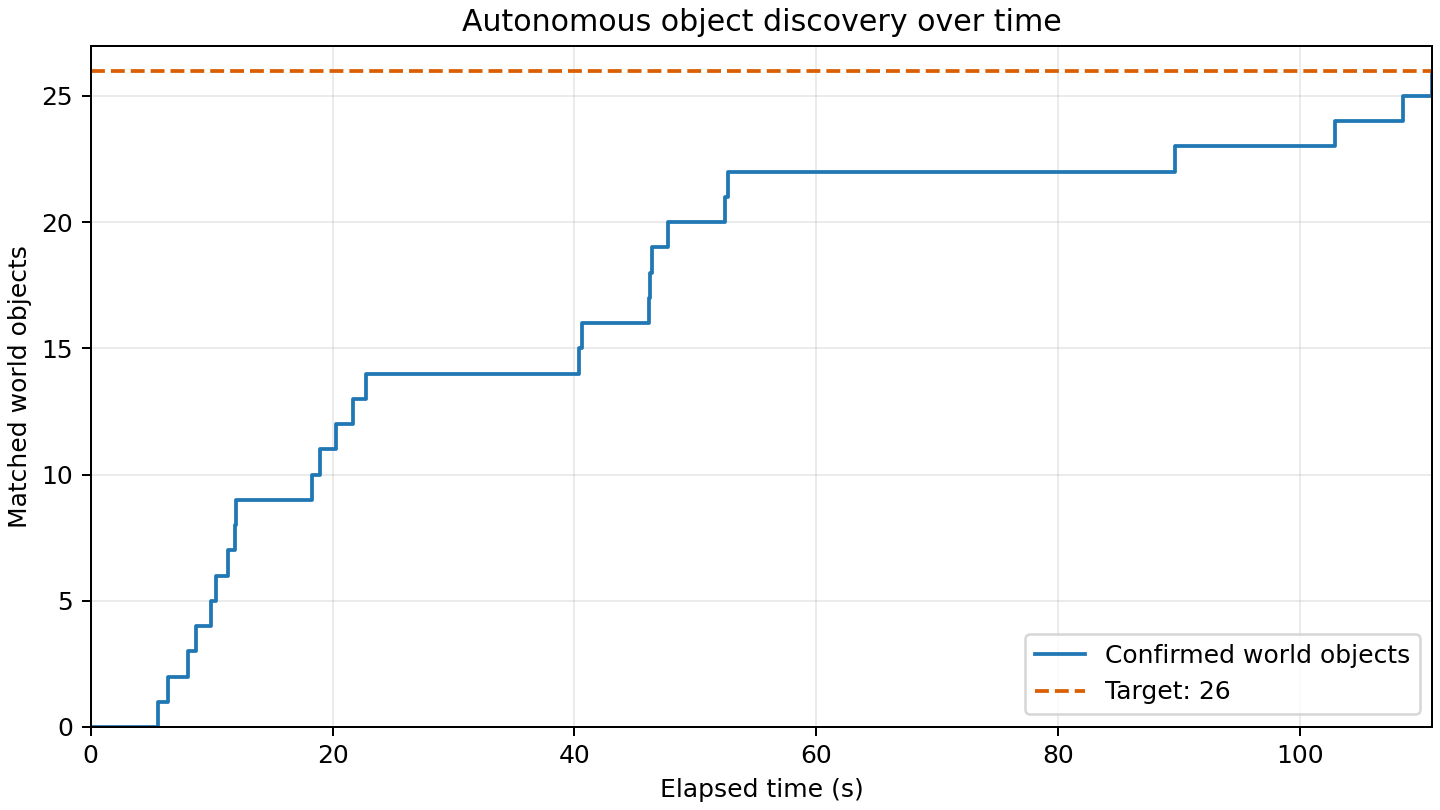 Autonomous object discovery over time
Matched world objects
25
20
15
10
5
0
0 20 40 60 80 100
Elapsed time (s)
Confirmed world objects
Target: 26